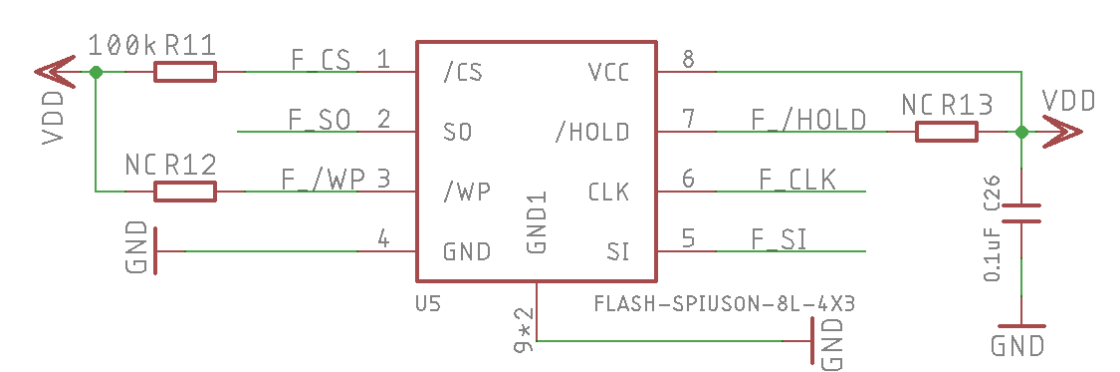 100k R11
F_CS 1
/CS
VCC
8
VDD
F_SO 2
SO
/HOLD
7
F_/HOLD
NC R13
VDD
NC R12
F_/WP 3
/WP
CLK
6
F_CLK
GND
4
GND
GND1
SI
5
F_SI
0.1uF C26
U5
FLASH-SPIUSON-8L-4X3
9*2
GND
GND